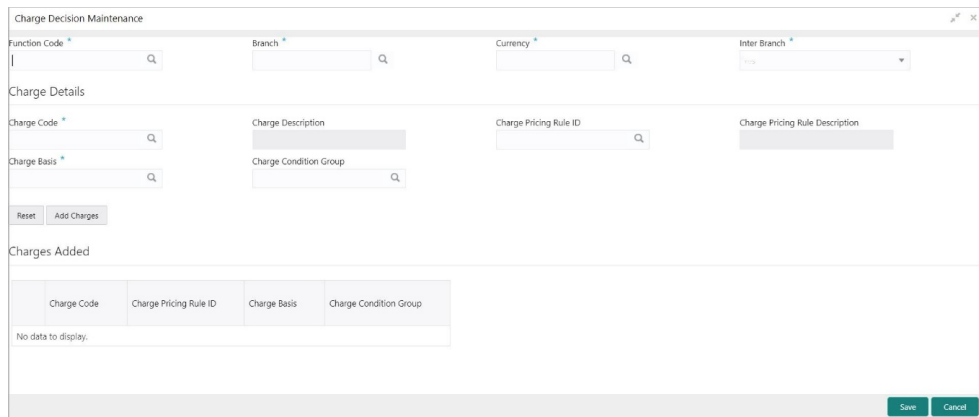 Charge Decision Maintenance
Function Code *
Branch *
Currency *
Inter Branch *
Charge Details
Charge Code *
Charge Description
Charge Pricing Rule ID
Charge Pricing Rule Description
Charge Basis *
Charge Condition Group
Reset
Add Charges
Charges Added
Charge Code
Charge Pricing Rule ID
Charge Basis
Charge Condition Group
No data to display.
Save
Cancel